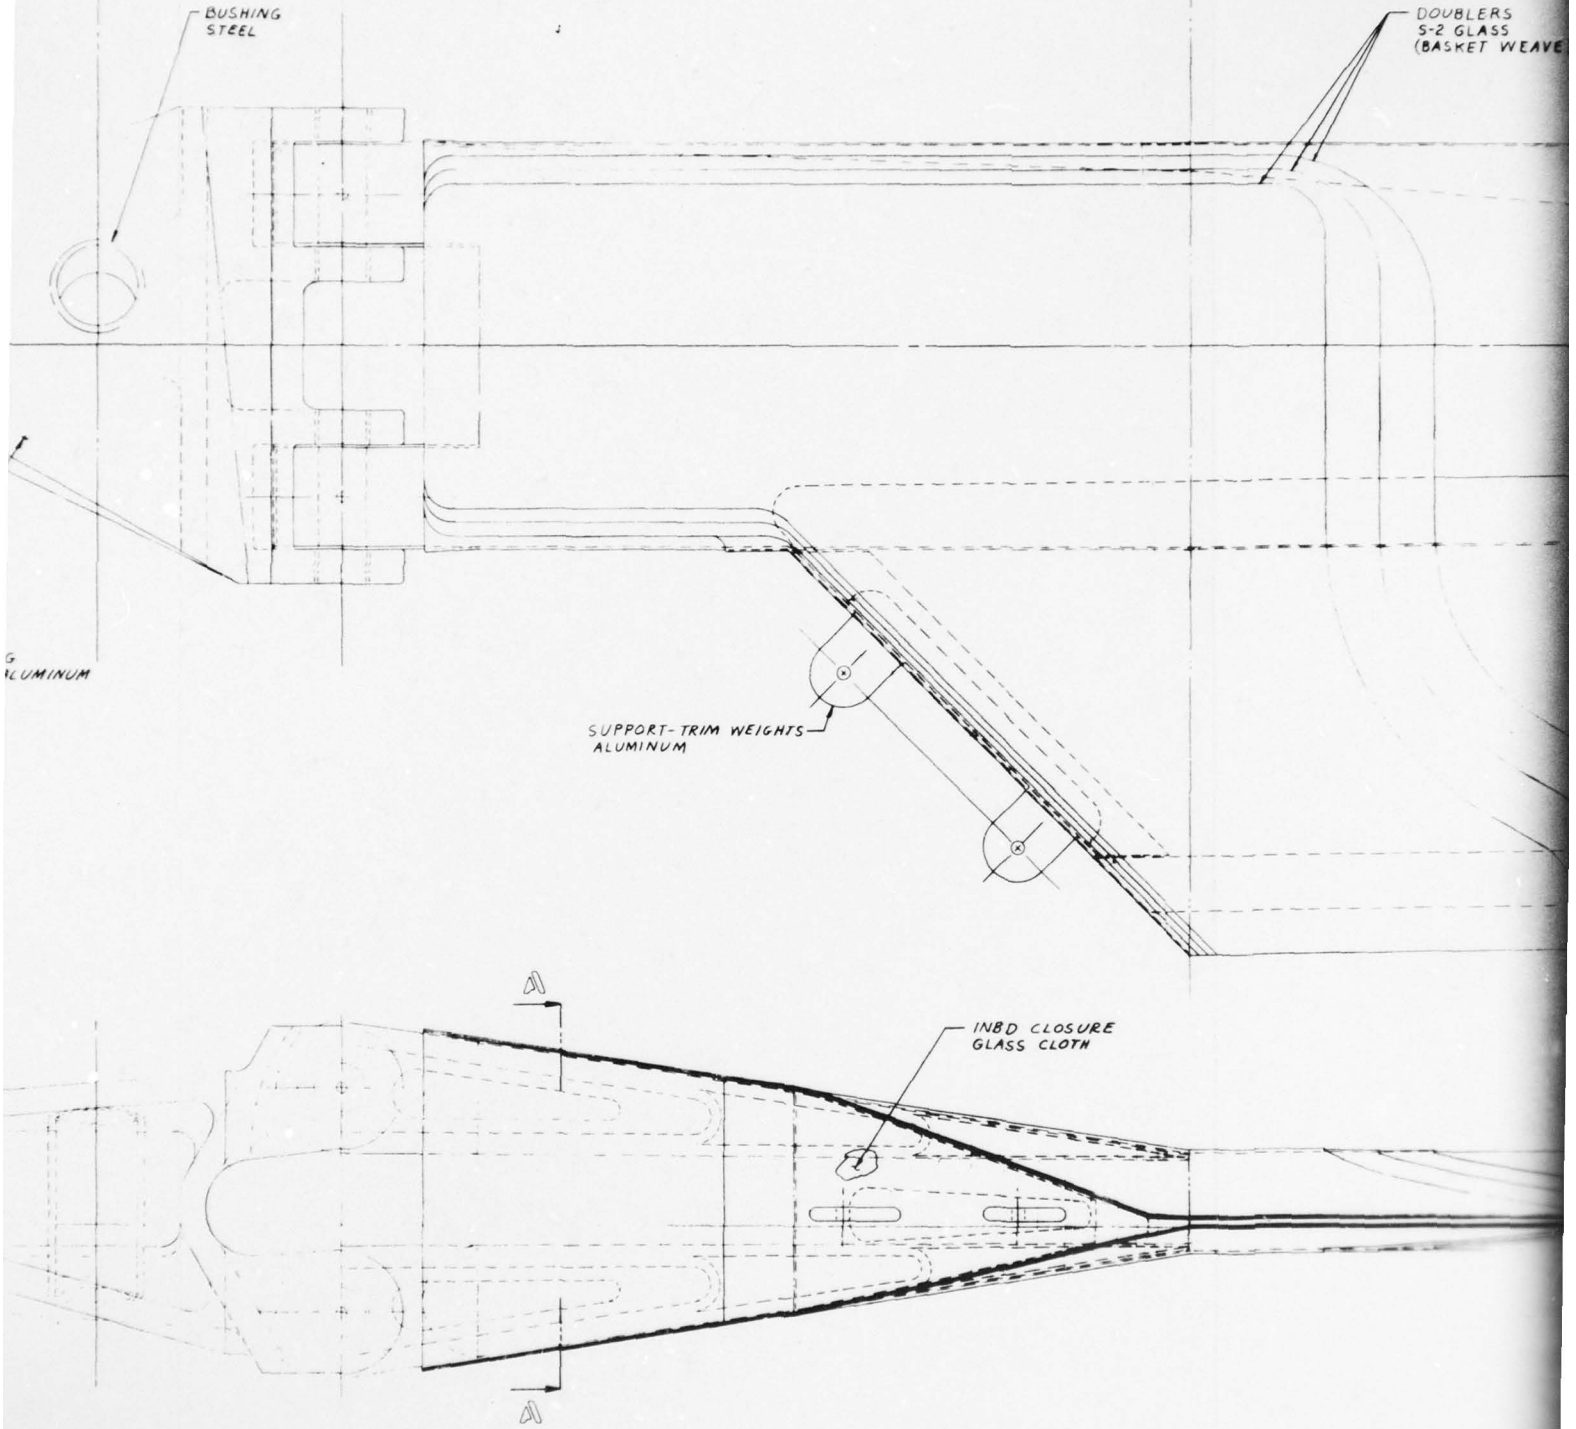 BUSHING
STEEL
DOUBLERS
S-2 GLASS
(BASKET WEAVE
G
ALUMINUM
SUPPORT-TRIM WEIGHTS
ALUMINUM
A
INBD CLOSURE
GLASS CLOTH
A